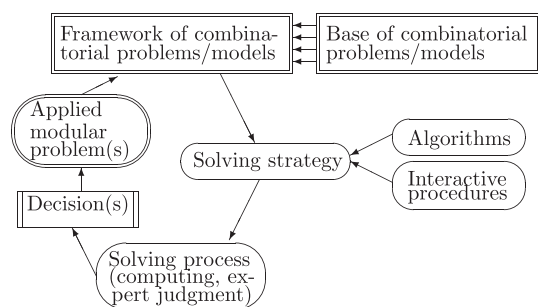 Framework of combina-
torial problems/models
Base of combinatorial
problems/models
Applied
modular
problem(s)
Algorithms
Solving strategy
Interactive
procedures
Decision(s)
Solving process
(computing, ex-
pert judgment)